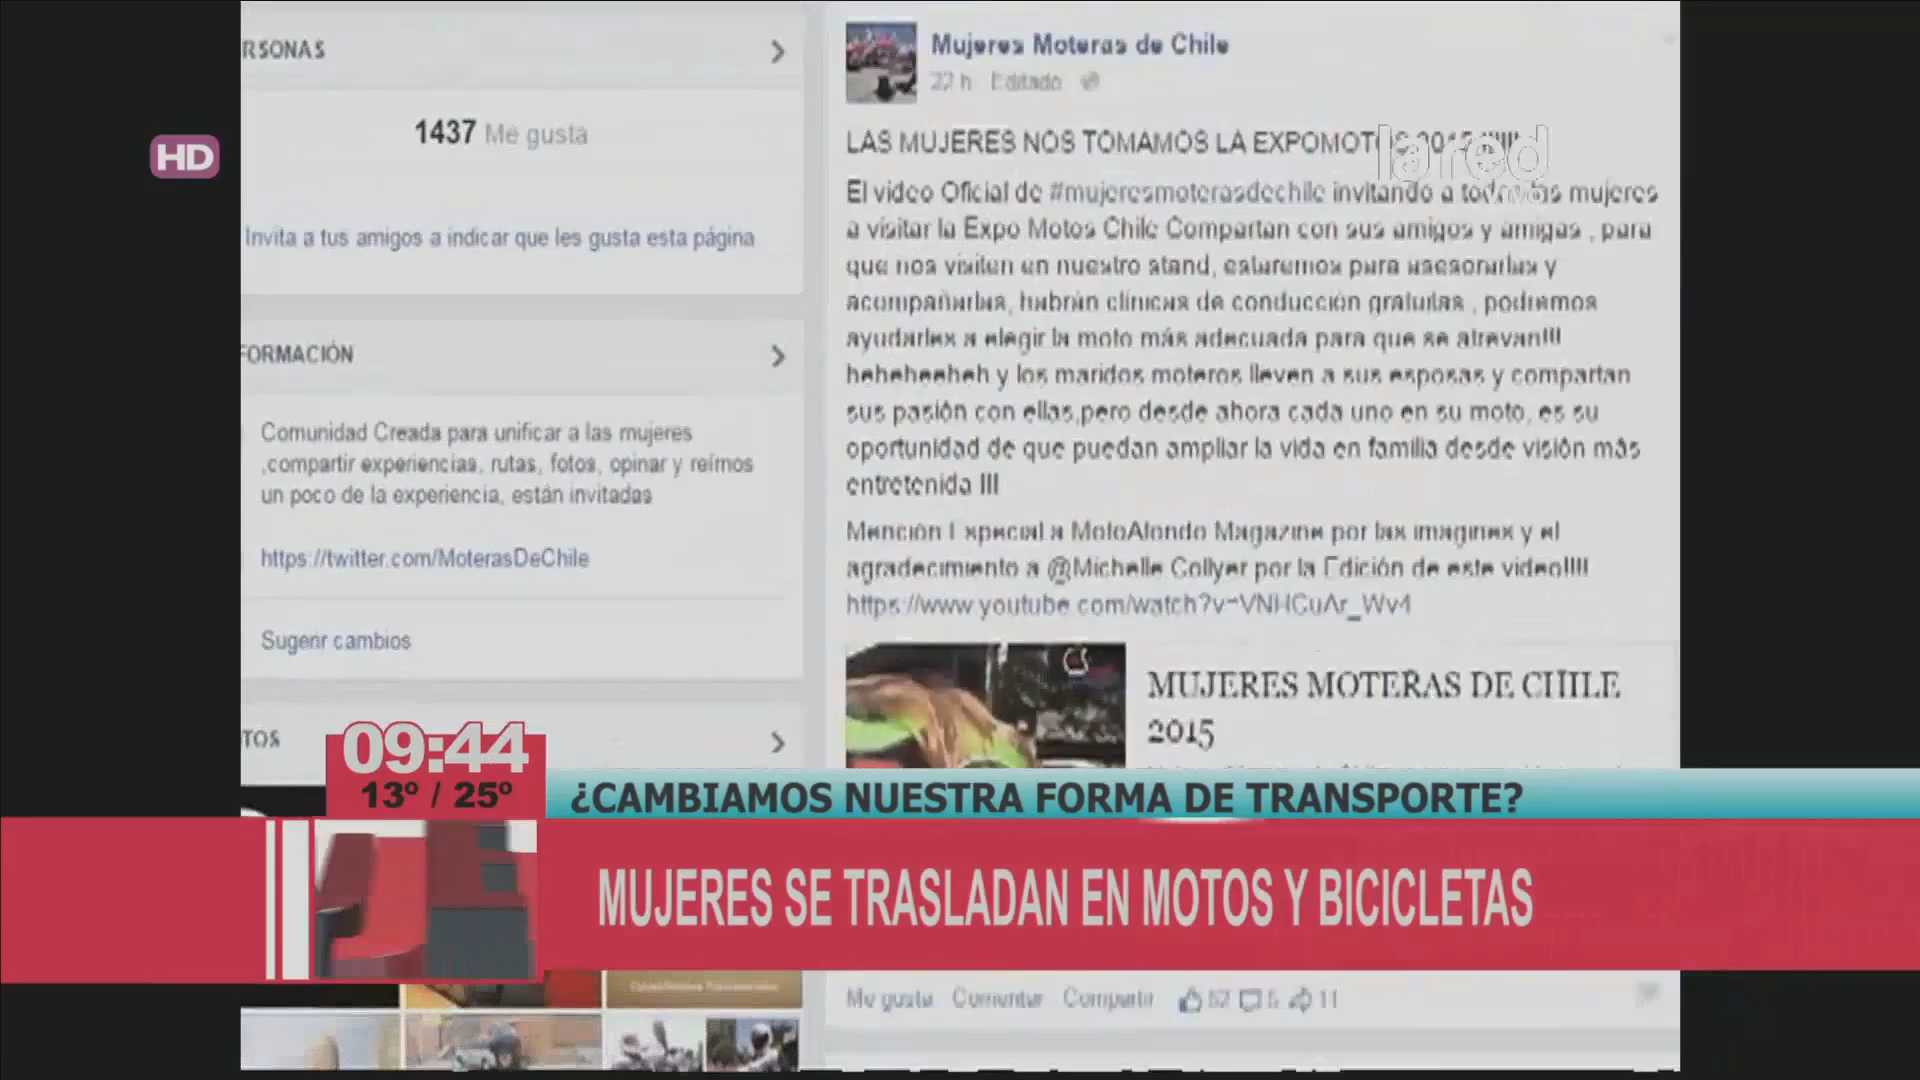 RSONAS
1437 Me gusta
Invita a tus amigos a indicar que les gusta esta página
FORMACIÓN
Comunidad Creada para unificar a las mujeres
,compartir experiencias, rutas, fotos, opinar y reírnos
un poco de la experiencia, están invitadas
https://twitter.com/MoterasDeChile
Sugerir cambios
TOS
HD
Mujeres Moteras de Chile
22 h Editado
LAS MUJERES NOS TOMAMOS LA EXPOMOTOS 2015 !!!!!!
lared
El video Oficial de #mujeresmoterasdechile invitando a todas las mujeres
a visitar la Expo Motos Chile Compartan con sus amigos y amigas , para
que nos visiten en nuestro stand, estaremos para asesorarlas y
acompañarlas, habrán clínicas de conducción gratuitas , podremos
ayudarles a elegir la moto más adecuada para que se atrevan!!!
heheheeheh y los maridos moteros lleven a sus esposas y compartan
sus pasión con ellas,pero desde ahora cada uno en su moto, es su
oportunidad de que puedan ampliar la vida en familia desde visión más
entretenida !!!
Mención Especial a MotoAlondo Magazine por las imagines y el
agradecimiento a @Michelle Collyer por la Edición de este video!!!!
https://www.youtube.com/watch?v=VNHCuAr_Wv4
MUJERES MOTERAS DE CHILE
2015
09:44
13° / 25°
¿CAMBIAMOS NUESTRA FORMA DE TRANSPORTE?
MUJERES SE TRASLADAN EN MOTOS Y BICICLETAS
Me gusta Comentar Compartir 52 5 11